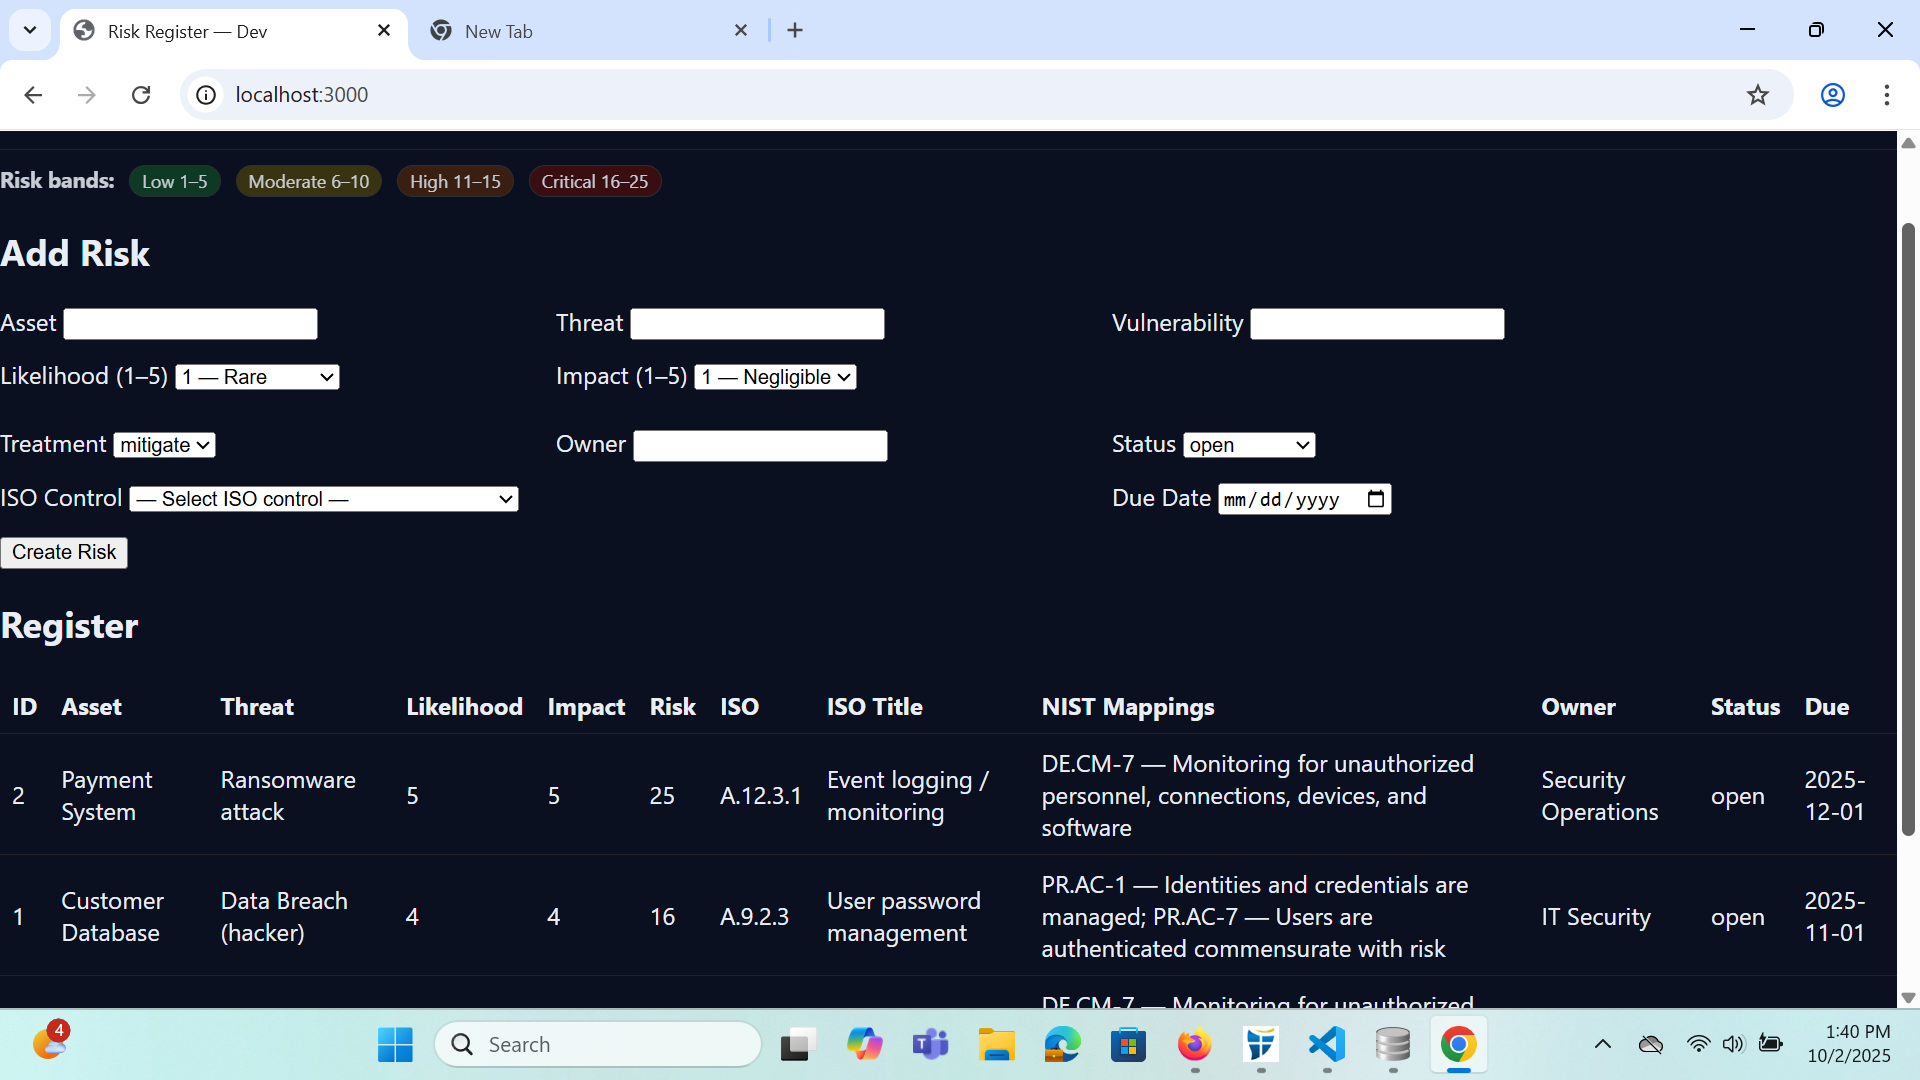 Risk Register — Dev
New Tab
localhost:3000
Risk bands: Low 1–5 Moderate 6–10 High 11–15 Critical 16–25
Add Risk
Asset Threat Vulnerability
Likelihood (1–5) 1 — Rare Impact (1–5) 1 — Negligible
Treatment mitigate Owner Status open
ISO Control — Select ISO control — Due Date mm/dd/yyyy
Create Risk
Register
ID Asset Threat Likelihood Impact Risk ISO ISO Title NIST Mappings Owner Status Due
2
Payment
System
Ransomware
attack
5
5
25
A.12.3.1
Event logging /
monitoring
DE.CM-7 — Monitoring for unauthorized
personnel, connections, devices, and
software
Security
Operations
open
2025-
12-01
1
Customer
Database
Data Breach
(hacker)
4
4
16
A.9.2.3
User password
management
PR.AC-1 — Identities and credentials are
managed; PR.AC-7 — Users are
authenticated commensurate with risk
IT Security
open
2025-
11-01
DE.CM-7 — Monitoring for unauthorized
4
Search
1:40 PM
10/2/2025